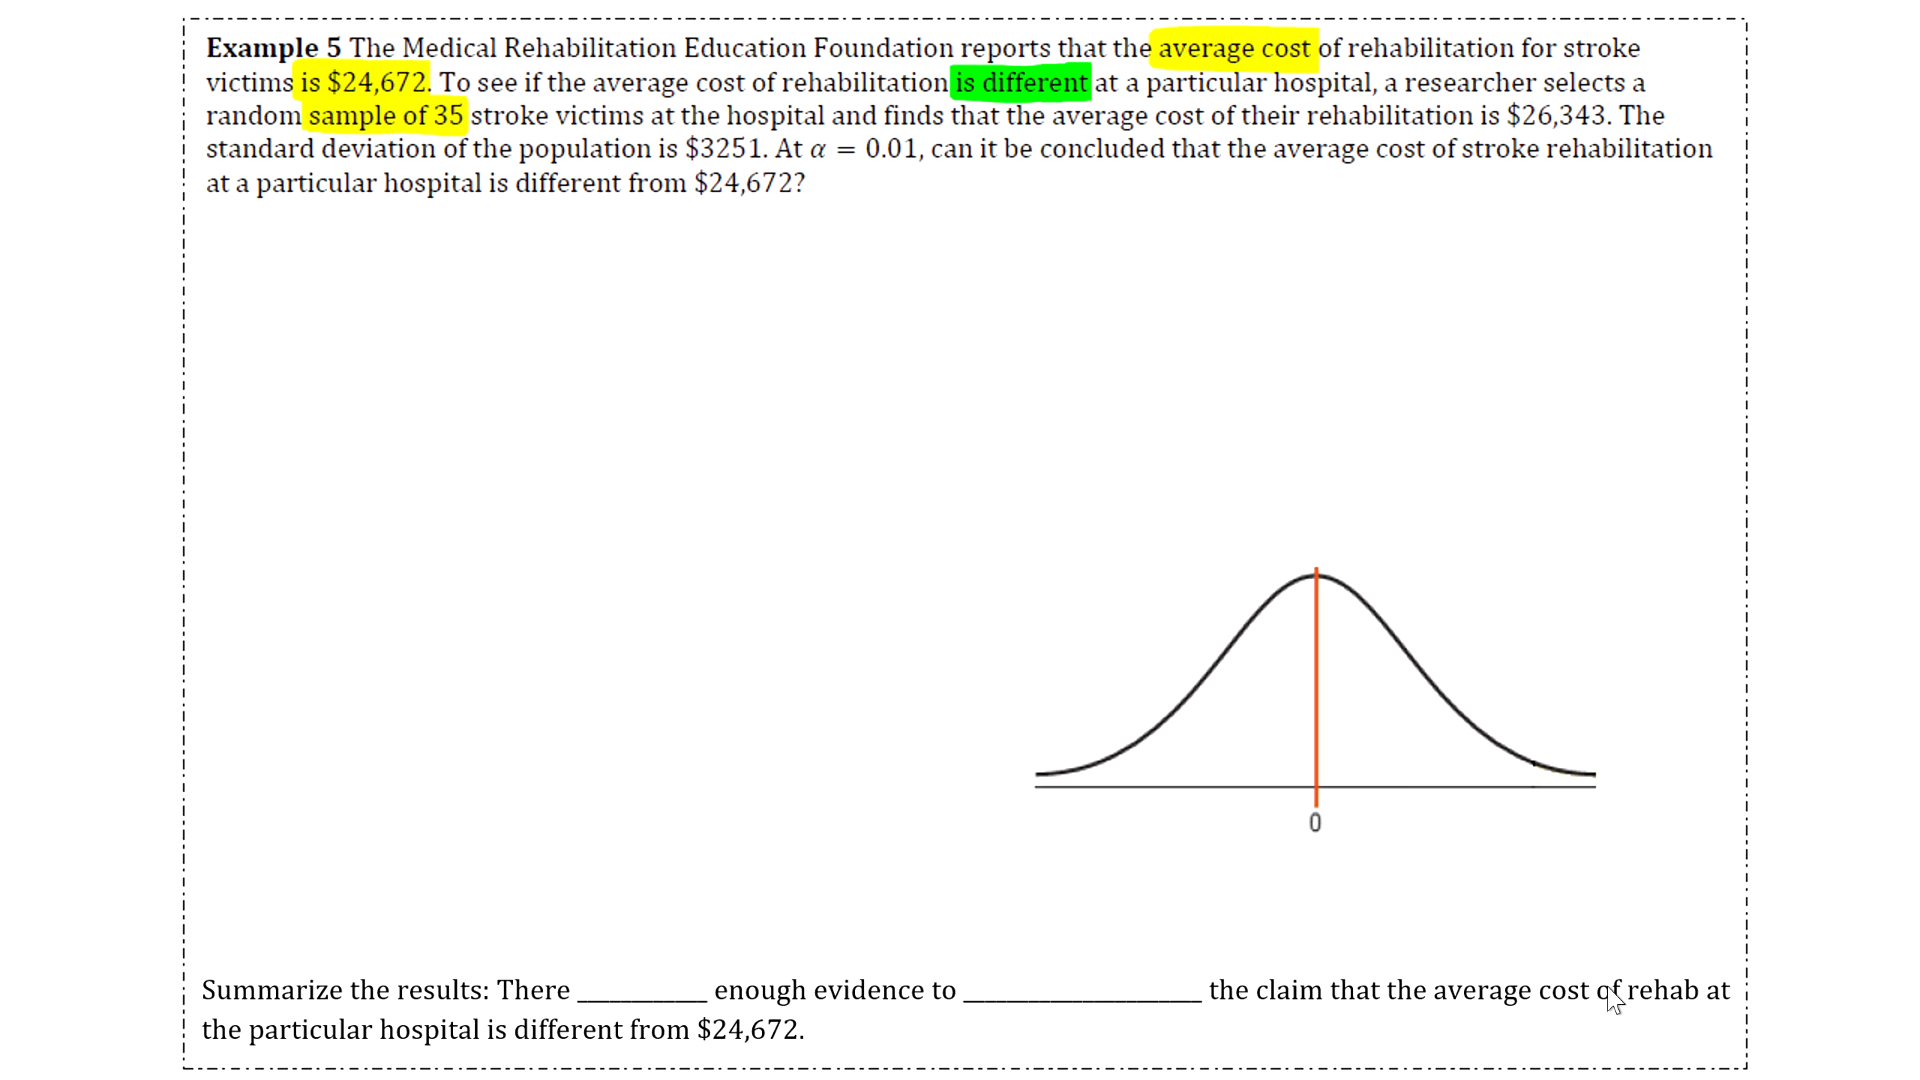 Example 5 The Medical Rehabilitation Education Foundation reports that the average cost of rehabilitation for stroke
victims is $24,672. To see if the average cost of rehabilitation is different at a particular hospital, a researcher selects a
random sample of 35 stroke victims at the hospital and finds that the average cost of their rehabilitation is $26,343. The
standard deviation of the population is $3251. At α = 0.01, can it be concluded that the average cost of stroke rehabilitation
at a particular hospital is different from $24,672?
0
Summarize the results: There _________ enough evidence to _________________ the claim that the average cost of rehab at
the particular hospital is different from $24,672.